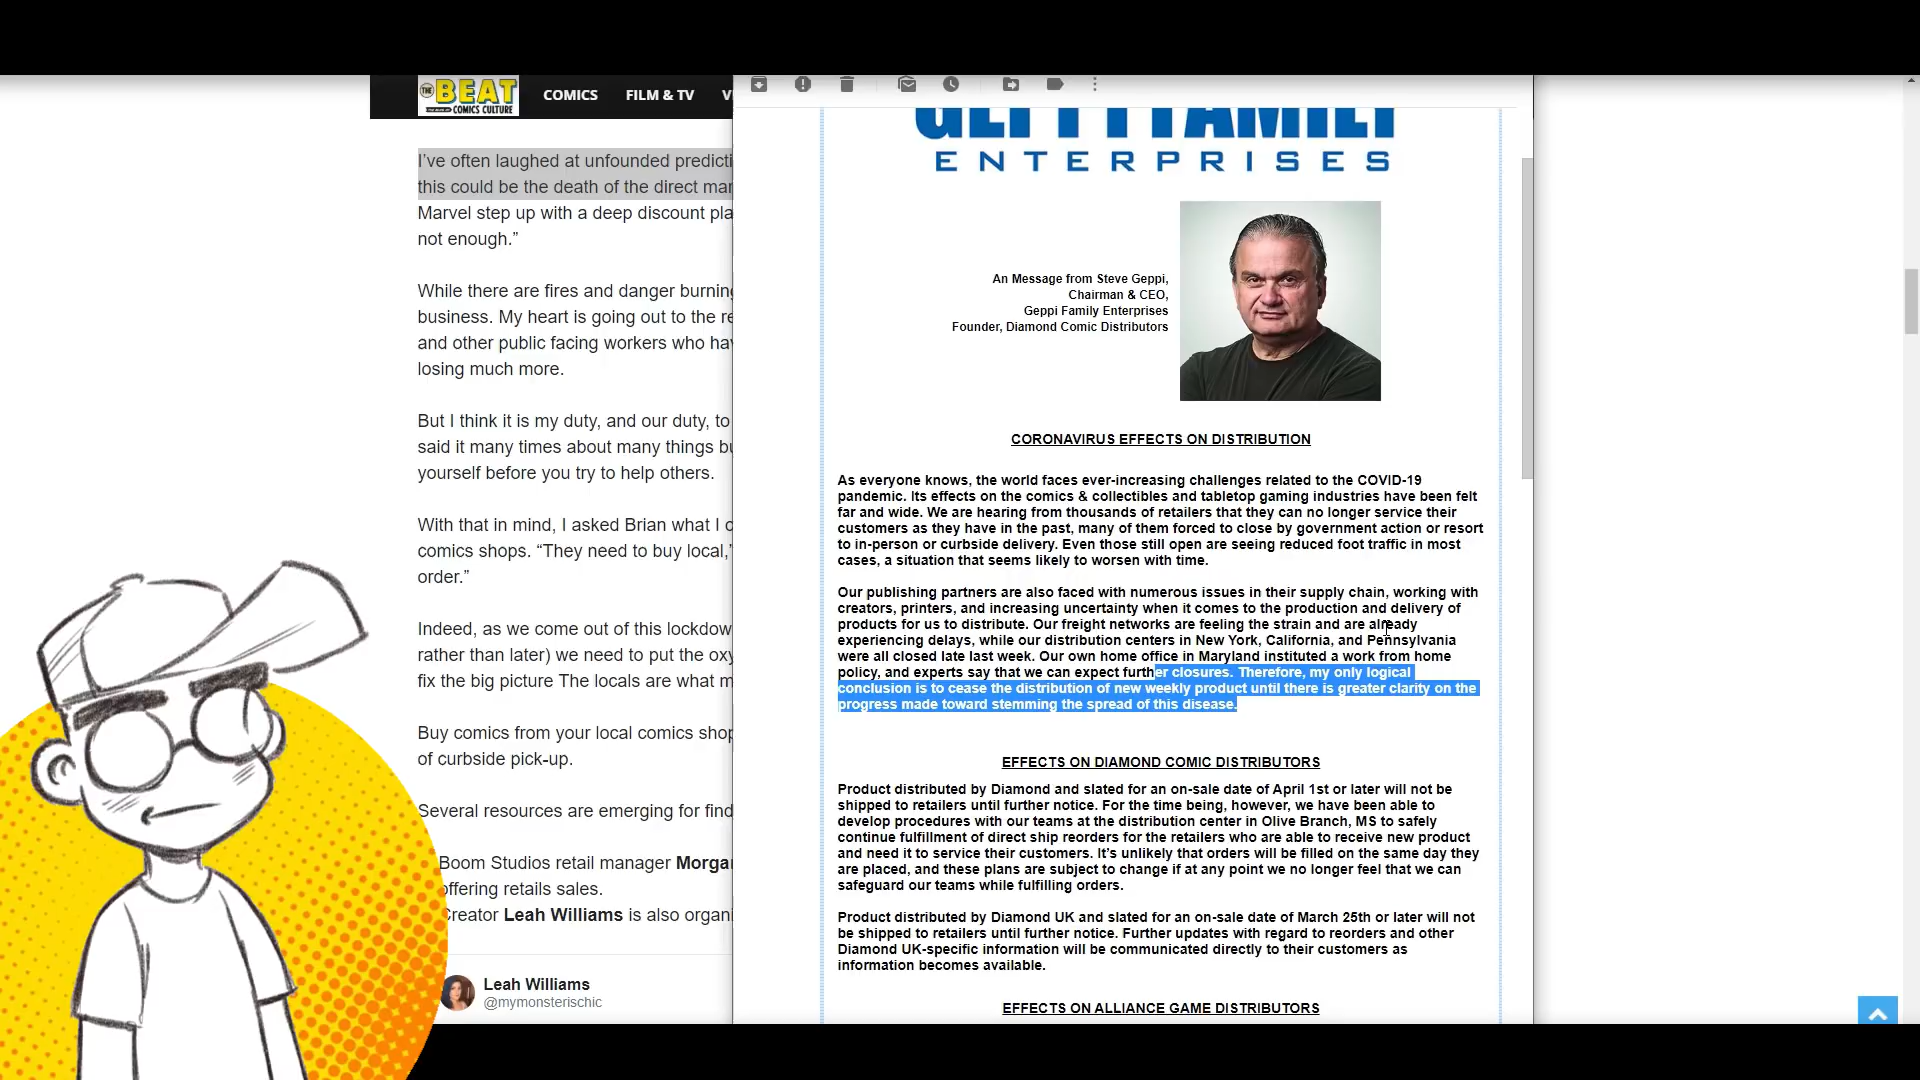 THE BEAT
COMICS CULTURE
COMICS
FILM & TV
I've often laughed at unfounded
this could be the death of the direct
Marvel step up with a deep discount
not enough.”
While there are fires and danger
business. My heart is going out to the
and other public facing workers who
losing much more.
But I think it is my duty, and our duty, to
said it many times about many things
yourself before you try to help others.
With that in mind, I asked Brian what I
comics shops. “They need to buy local,”
order.”
Indeed, as we come out of this lockdow
rather than later) we need to put the
fix the big picture The locals are what
Buy comics from your local comics shop
of curbside pick-up.
Several resources are emerging for find
Boom Studios retail manager Morga
offering retails sales.
Creator Leah Williams is also organi
Leah Williams
@mymonsterischic
GEPPI FAMILY
ENTERPRISES
An Message from Steve Geppi,
Chairman & CEO,
Geppi Family Enterprises
Founder, Diamond Comic Distributors
CORONAVIRUS EFFECTS ON DISTRIBUTION
As everyone knows, the world faces ever-increasing challenges related to the COVID-19
pandemic. Its effects on the comics & collectibles and tabletop gaming industries have been felt
far and wide. We are hearing from thousands of retailers that they can no longer service their
customers as they have in the past, many of them forced to close by government action or resort
to in-person or curbside delivery. Even those still open are seeing reduced foot traffic in most
cases, a situation that seems likely to worsen with time.
Our publishing partners are also faced with numerous issues in their supply chain, working with
creators, printers, and increasing uncertainty when it comes to the production and delivery of
products for us to distribute. Our freight networks are feeling the strain and are already
experiencing delays, while our distribution centers in New York, California, and Pennsylvania
were all closed late last week. Our own home office in Maryland instituted a work from home
policy, and experts say that we can expect further closures. Therefore, my only logical
conclusion is to cease the distribution of new weekly product until there is greater clarity on the
progress made toward stemming the spread of this disease.
EFFECTS ON DIAMOND COMIC DISTRIBUTORS
Product distributed by Diamond and slated for an on-sale date of April 1st or later will not be
shipped to retailers until further notice. For the time being, however, we have been able to
develop procedures with our teams at the distribution center in Olive Branch, MS to safely
continue fulfillment of direct ship reorders for the retailers who are able to receive new product
and need it to service their customers. It's unlikely that orders will be filled on the same day they
are placed, and these plans are subject to change if at any point we no longer feel that we can
safeguard our teams while fulfilling orders.
Product distributed by Diamond UK and slated for an on-sale date of March 25th or later will not
be shipped to retailers until further notice. Further updates with regard to reorders and other
Diamond UK-specific information will be communicated directly to their customers as
information becomes available.
EFFECTS ON ALLIANCE GAME DISTRIBUTORS